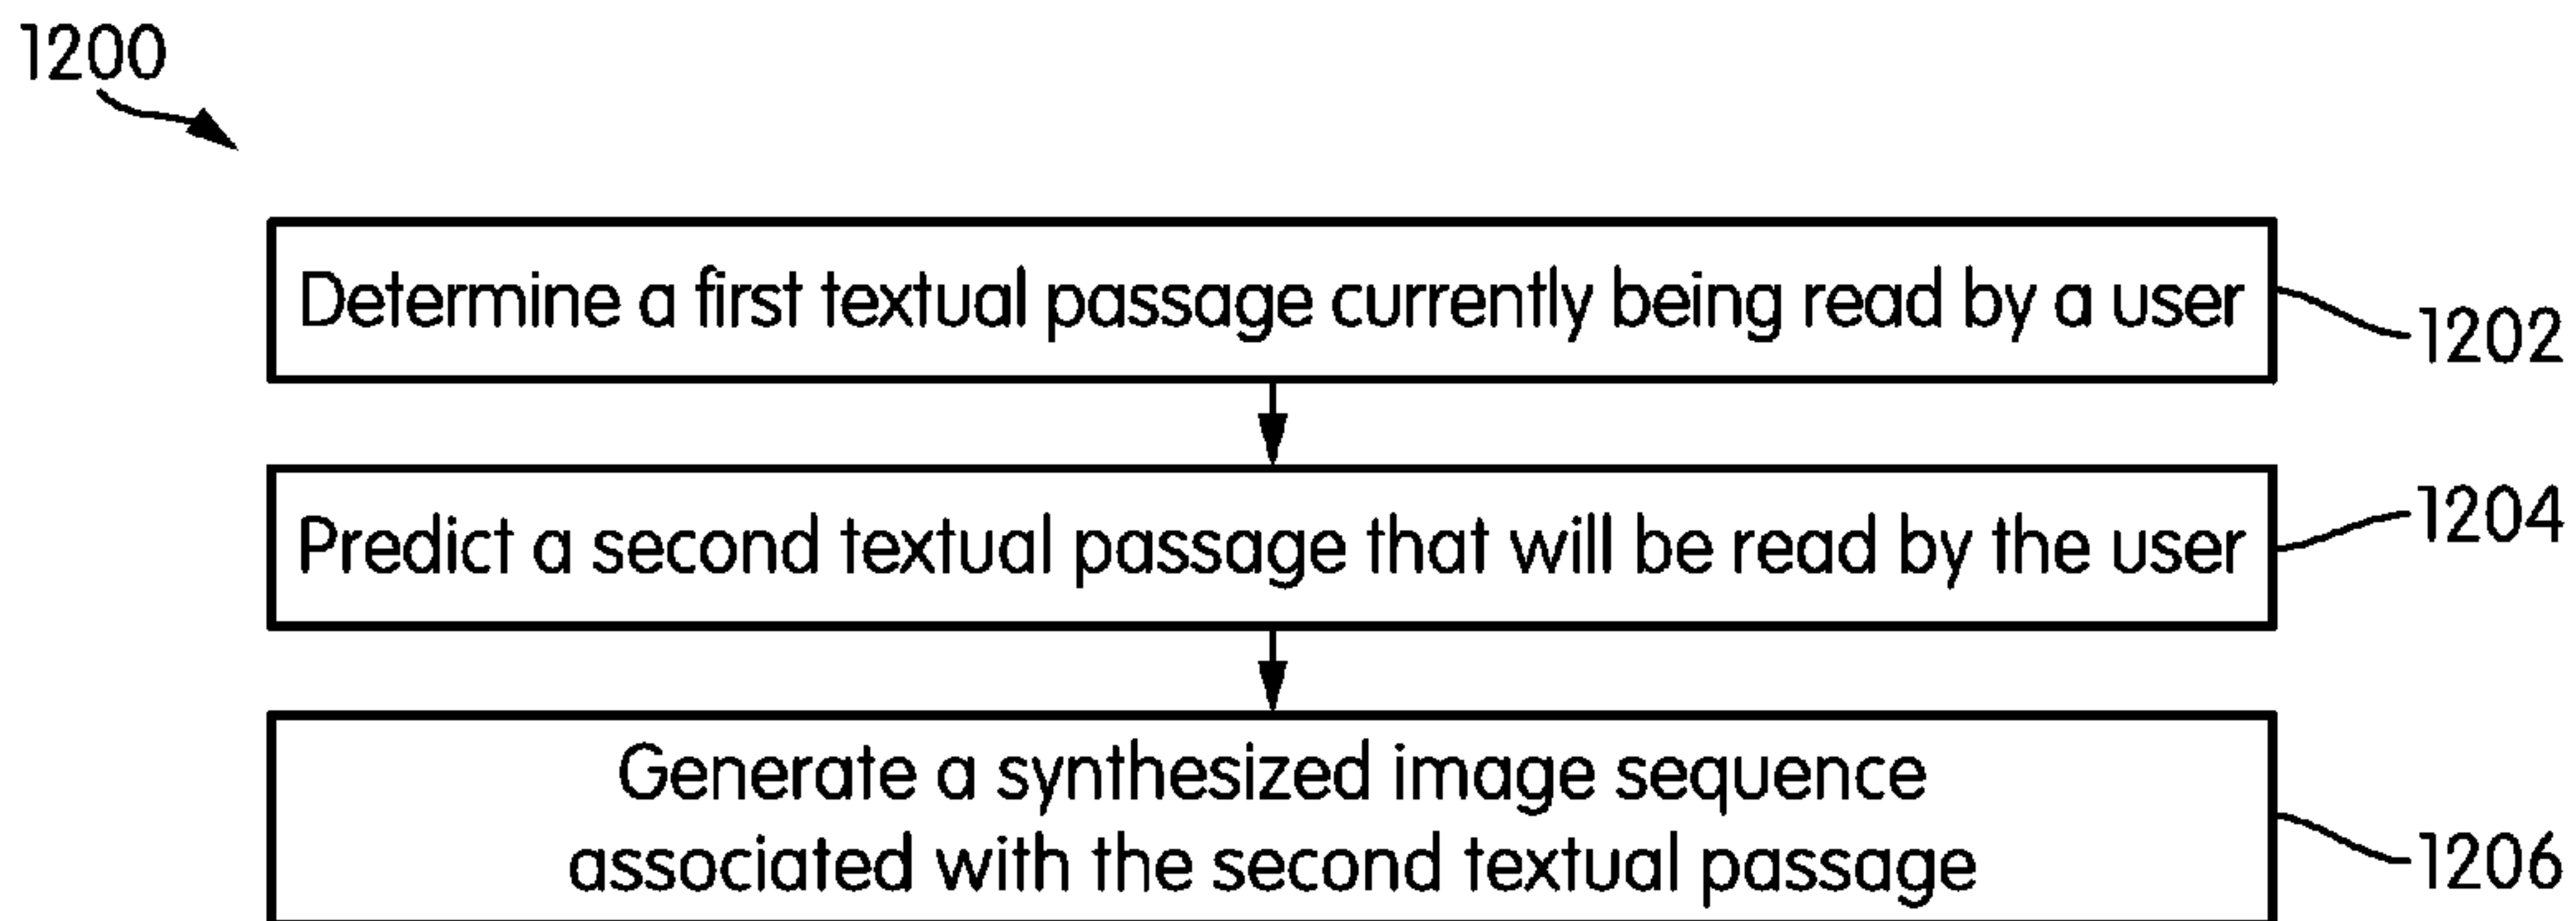 1200
Determine a first textual passage currently being read by a user
1202
Predict a second textual passage that will be read by the user
1204
Generate a synthesized image sequence
associated with the second textual passage
1206